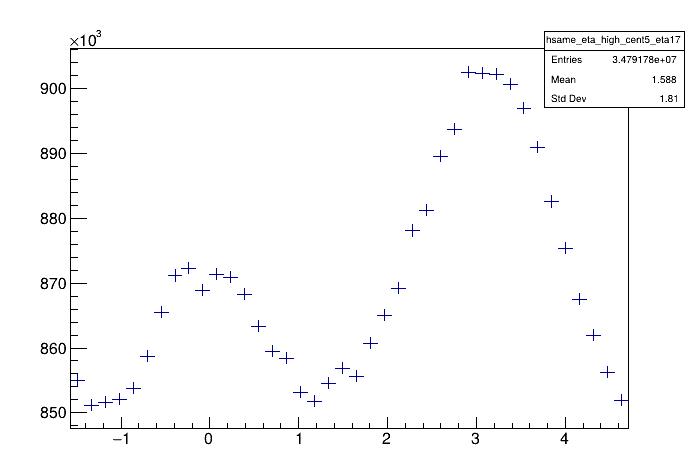 ×10³
hsame_eta_high_cent5_eta17
Entries 3.479178e+07
Mean 1.588
Std Dev 1.81
900
890
880
870
860
850
−1 0 1 2 3 4